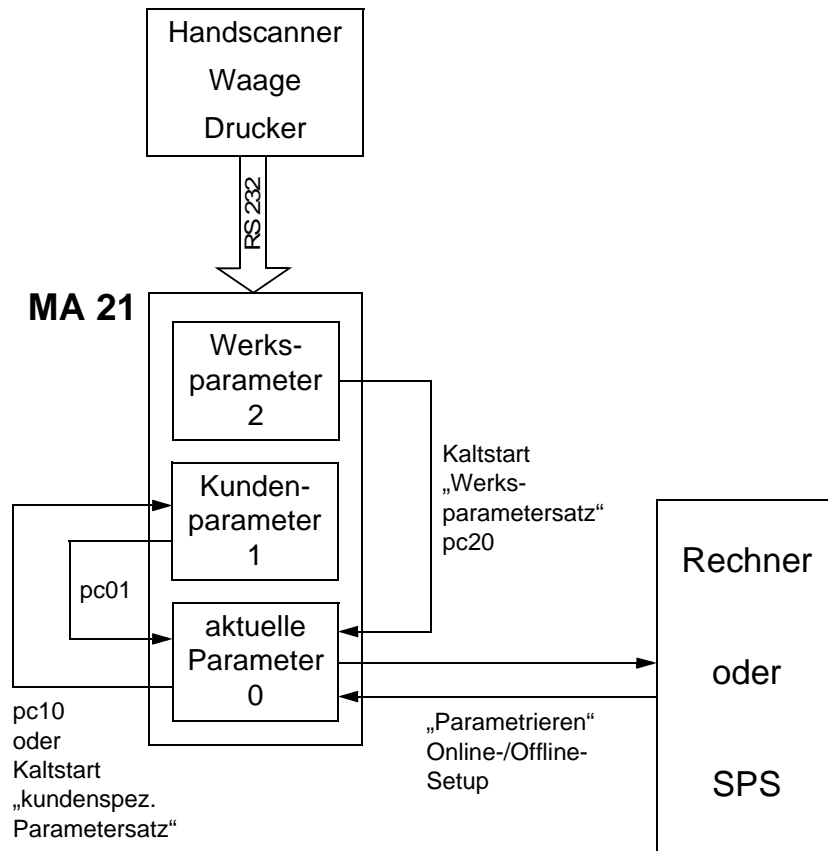 Handscanner
Waage
Drucker
RS 232
MA 21
Werks-
parameter
2
Kaltstart
„Werks-
parametersatz“
pc20
Kunden-
parameter
1
pc01
aktuelle
Parameter
0
pc10
oder
Kaltstart
„kundenspez.
Parametersatz“
„Parametrieren“
Online-/Offline-
Setup
Rechner
oder
SPS